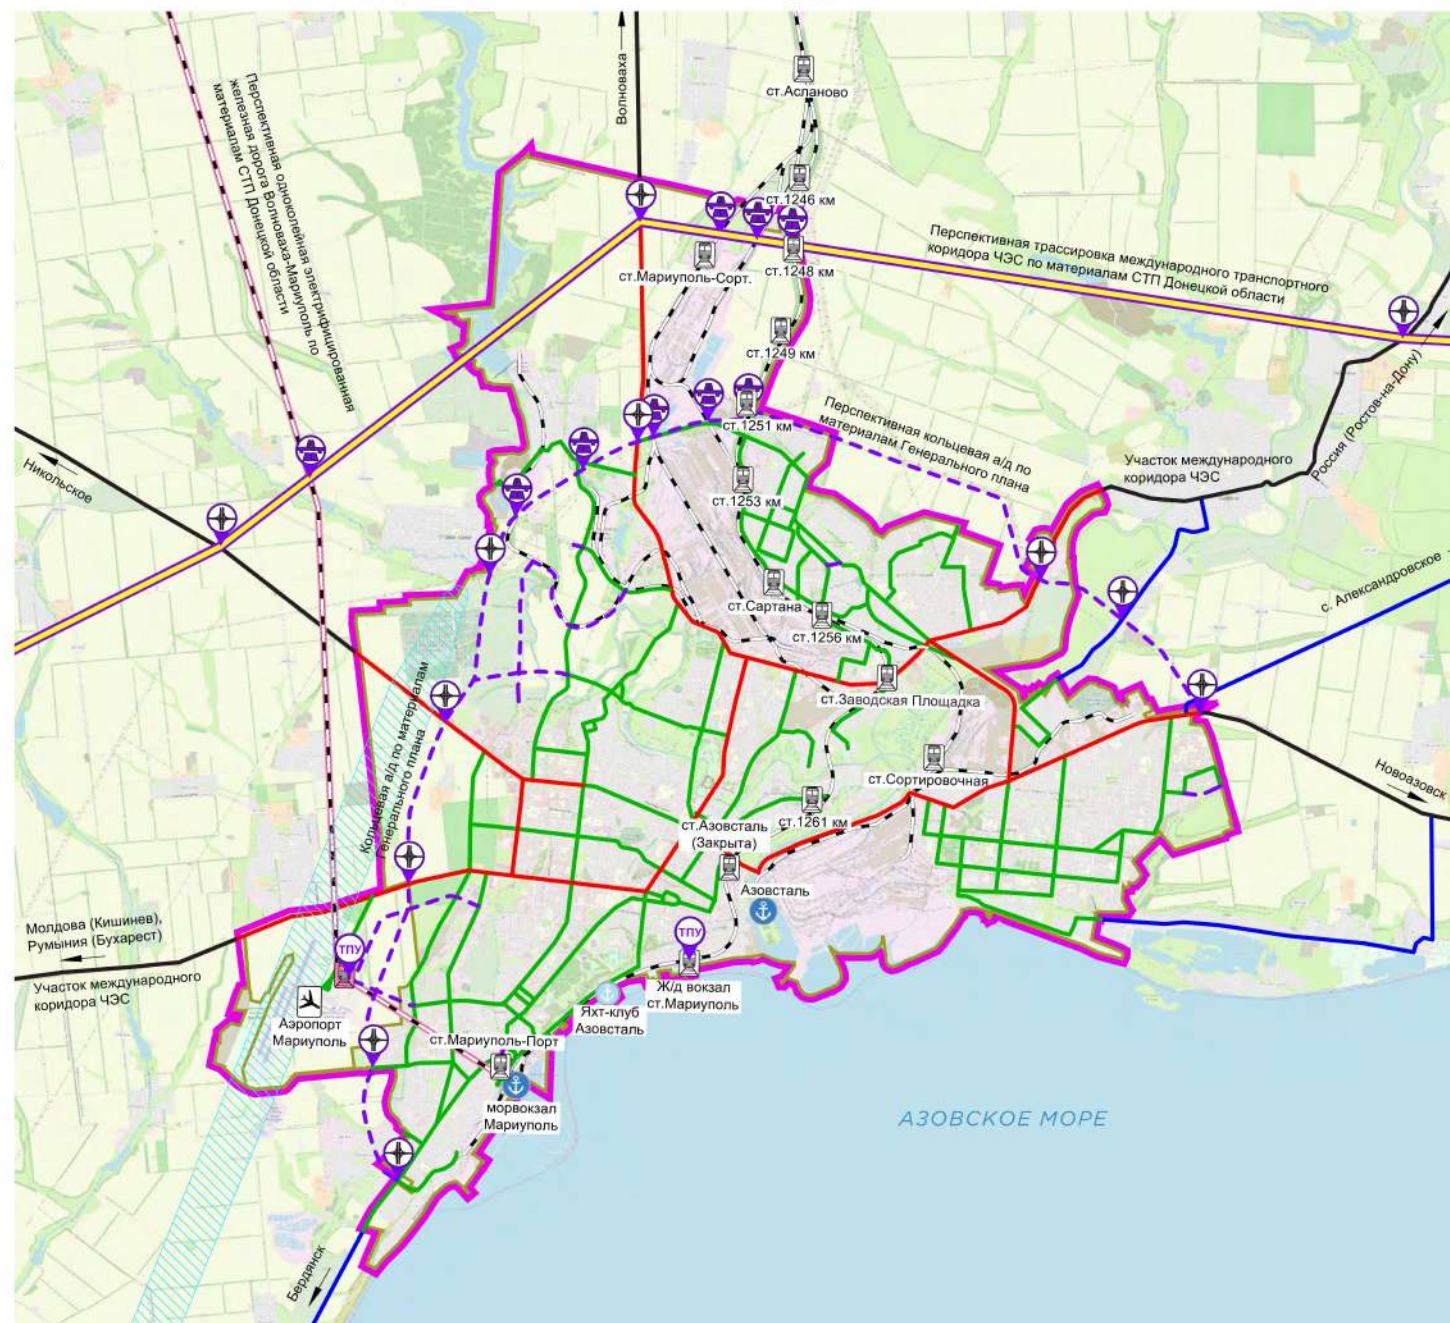 Волноваха
ст.Асланово
Перспективная одноколейная электрифицированная
железная дорога Волноваха-Мариуполь по
материалам СТП Донецкой области
ст.1246 км
ст.Мариуполь-Сорт.
ст.1248 км
Перспективная трассировка международного транспортного
коридора ЧЭС по материалам СТП Донецкой области
ст.1249 км
Россия (Ростов-на-Дону)
ст.1251 км
Перспективная кольцевая а/д по
материалам Генерального плана
Участок международного
коридора ЧЭС
Никольское
ст.1253 км
с. Александровское
ст.Сартана
ст.1256 км
ст.Заводская Площадка
Кольцевая а/д по материалам
Генерального плана
ст.Сортировочная
Новоазовск
ст.1261 км
ст.Азовсталь
(Закрыта)
Азовсталь
Молдова (Кишинев),
Румыния (Бухарест)
Участок международного
коридора ЧЭС
ТПУ
ТПУ
Ж/д вокзал
ст.Мариуполь
Яхт-клуб
Азовсталь
Аэропорт
Мариуполь
ст.Мариуполь-Порт
морвокзал
Мариуполь
АЗОВСКОЕ МОРЕ
Бердянск